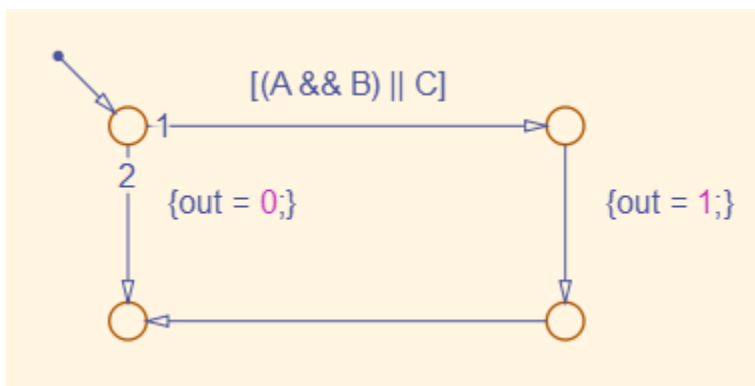 [(A && B) || C]
1
2
{out = 0;}
{out = 1;}